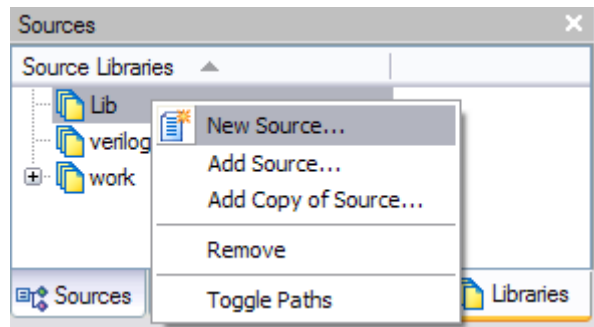 Sources
Source Libraries
Lib
verilog
work
New Source...
Add Source...
Add Copy of Source...
Remove
Toggle Paths
Sources
Libraries